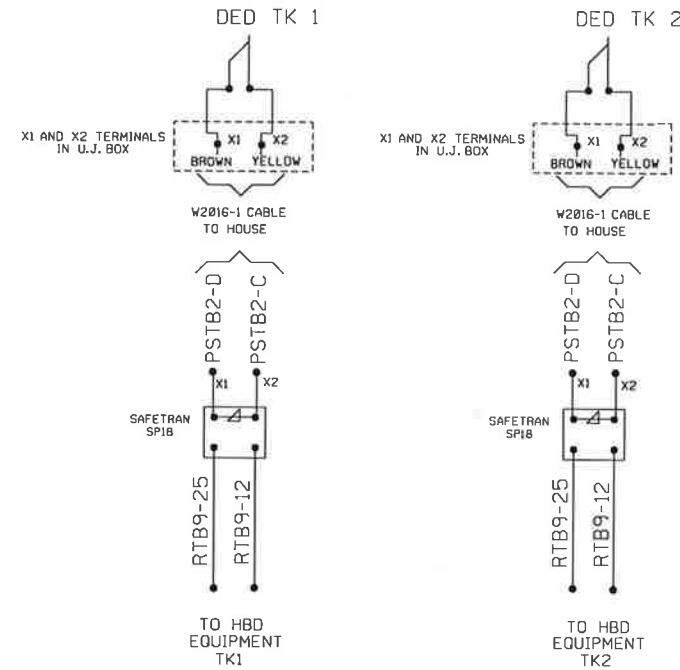 DED TK 1
X1 AND X2 TERMINALS
IN U.J. BOX
X1
X2
BROWN
YELLOW
W2016-1 CABLE
TO HOUSE
PSTB2-D
PSTB2-C
X1
X2
SAFETRAN
SP18
RTB9-25
RTB9-12
TO HBD
EQUIPMENT
TK1
DED TK 2
X1 AND X2 TERMINALS
IN U.J. BOX
X1
X2
BROWN
YELLOW
W2016-1 CABLE
TO HOUSE
PSTB2-D
PSTB2-C
X1
X2
SAFETRAN
SP18
RTB9-25
RTB9-12
TO HBD
EQUIPMENT
TK2